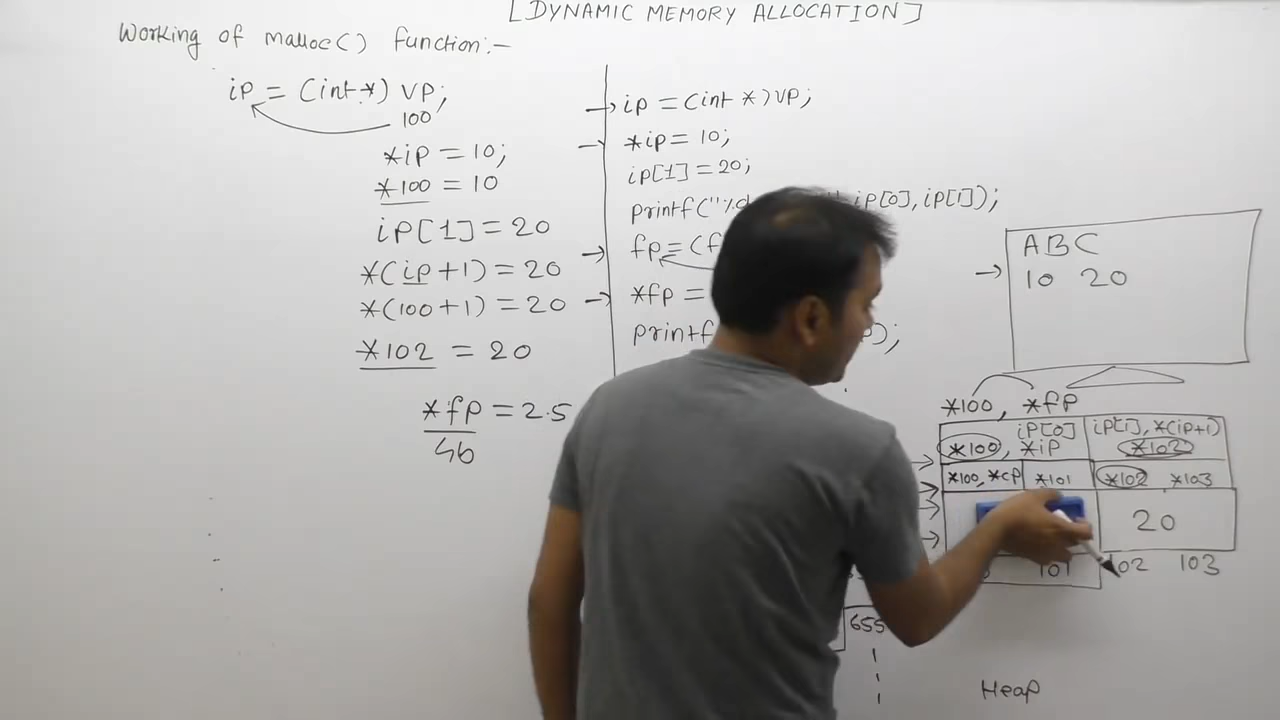 [DYNAMIC MEMORY ALLOCATION]
Working of malloc() function:-
ip = (int *) vp;
100
*ip = 10;
*100 = 10
ip[1] = 20
*(ip+1) = 20
*(100+1) = 20
*102 = 20
*fp = 2.5
4b
ip = (int *) vp;
*ip = 10;
ip[1] = 20;
printf("%d ip[0], ip[1]);
fp = (f
*fp =
printf );
ABC
10 20
*100, *fp
ip[0] ip[1], *(ip+1)
*100, *ip *102
*100, *cp *101 *102 *103
20
101 102 103
655
Heap